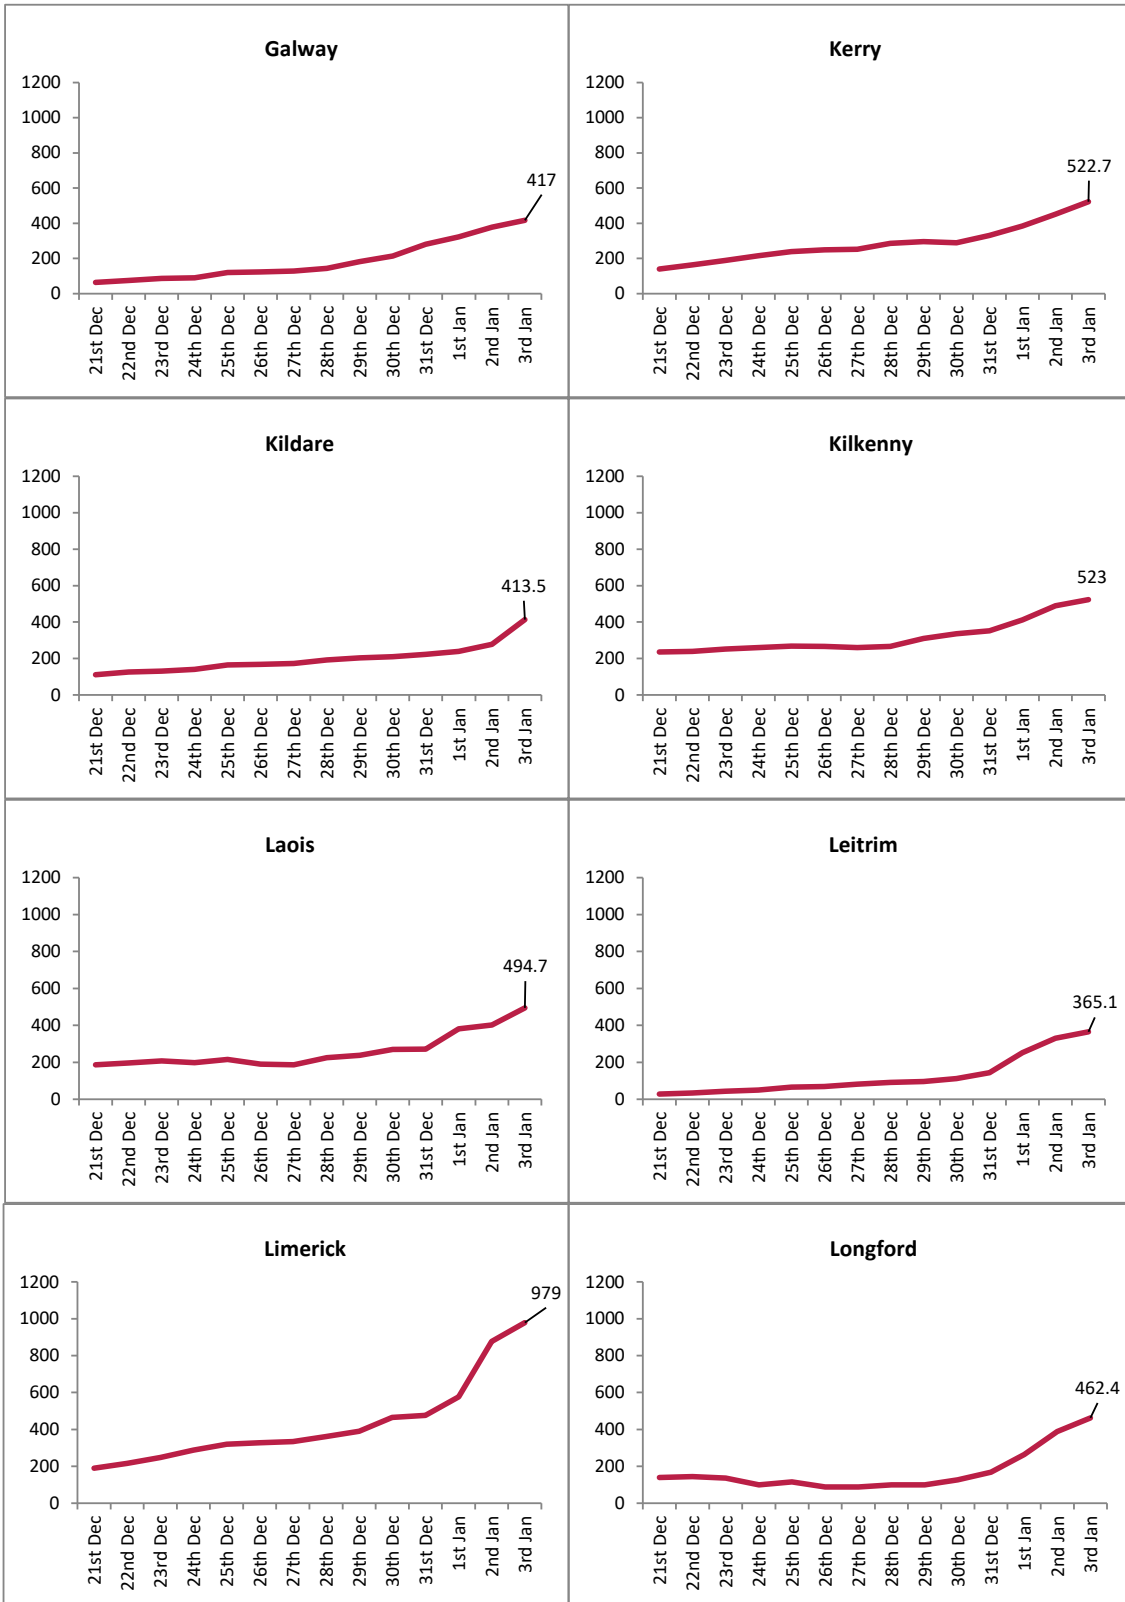 Galway
1200
1000
800
600
400
200
0
417
21st Dec
22nd Dec
23rd Dec
24th Dec
25th Dec
26th Dec
27th Dec
28th Dec
29th Dec
30th Dec
31st Dec
1st Jan
2nd Jan
3rd Jan
Kerry
1200
1000
800
600
400
200
0
522.7
21st Dec
22nd Dec
23rd Dec
24th Dec
25th Dec
26th Dec
27th Dec
28th Dec
29th Dec
30th Dec
31st Dec
1st Jan
2nd Jan
3rd Jan
Kildare
1200
1000
800
600
400
200
0
413.5
21st Dec
22nd Dec
23rd Dec
24th Dec
25th Dec
26th Dec
27th Dec
28th Dec
29th Dec
30th Dec
31st Dec
1st Jan
2nd Jan
3rd Jan
Kilkenny
1200
1000
800
600
400
200
0
523
21st Dec
22nd Dec
23rd Dec
24th Dec
25th Dec
26th Dec
27th Dec
28th Dec
29th Dec
30th Dec
31st Dec
1st Jan
2nd Jan
3rd Jan
Laois
1200
1000
800
600
400
200
0
494.7
21st Dec
22nd Dec
23rd Dec
24th Dec
25th Dec
26th Dec
27th Dec
28th Dec
29th Dec
30th Dec
31st Dec
1st Jan
2nd Jan
3rd Jan
Leitrim
1200
1000
800
600
400
200
0
365.1
21st Dec
22nd Dec
23rd Dec
24th Dec
25th Dec
26th Dec
27th Dec
28th Dec
29th Dec
30th Dec
31st Dec
1st Jan
2nd Jan
3rd Jan
Limerick
1200
1000
800
600
400
200
0
979
21st Dec
22nd Dec
23rd Dec
24th Dec
25th Dec
26th Dec
27th Dec
28th Dec
29th Dec
30th Dec
31st Dec
1st Jan
2nd Jan
3rd Jan
Longford
1200
1000
800
600
400
200
0
462.4
21st Dec
22nd Dec
23rd Dec
24th Dec
25th Dec
26th Dec
27th Dec
28th Dec
29th Dec
30th Dec
31st Dec
1st Jan
2nd Jan
3rd Jan